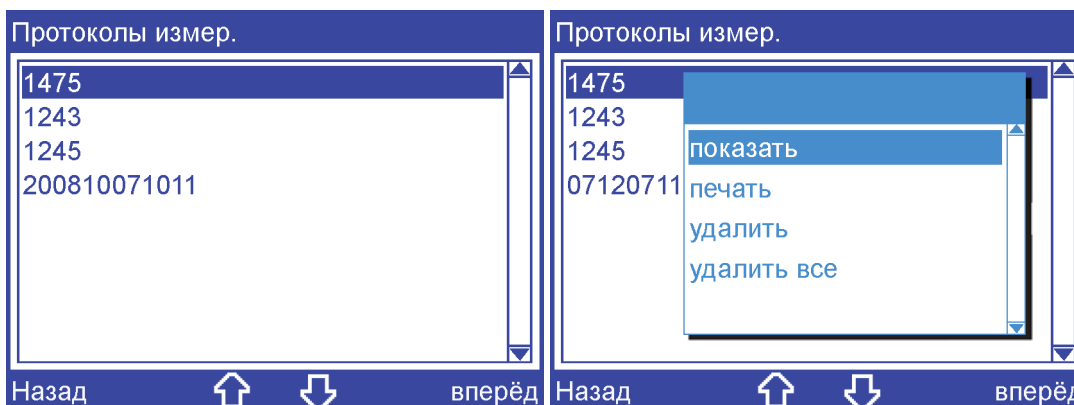 Протоколы измер.
1475
1243
1245
200810071011
Назад
вперёд
Протоколы измер.
1475
1243
1245
07120711
показать
печать
удалить
удалить все
Назад
вперёд